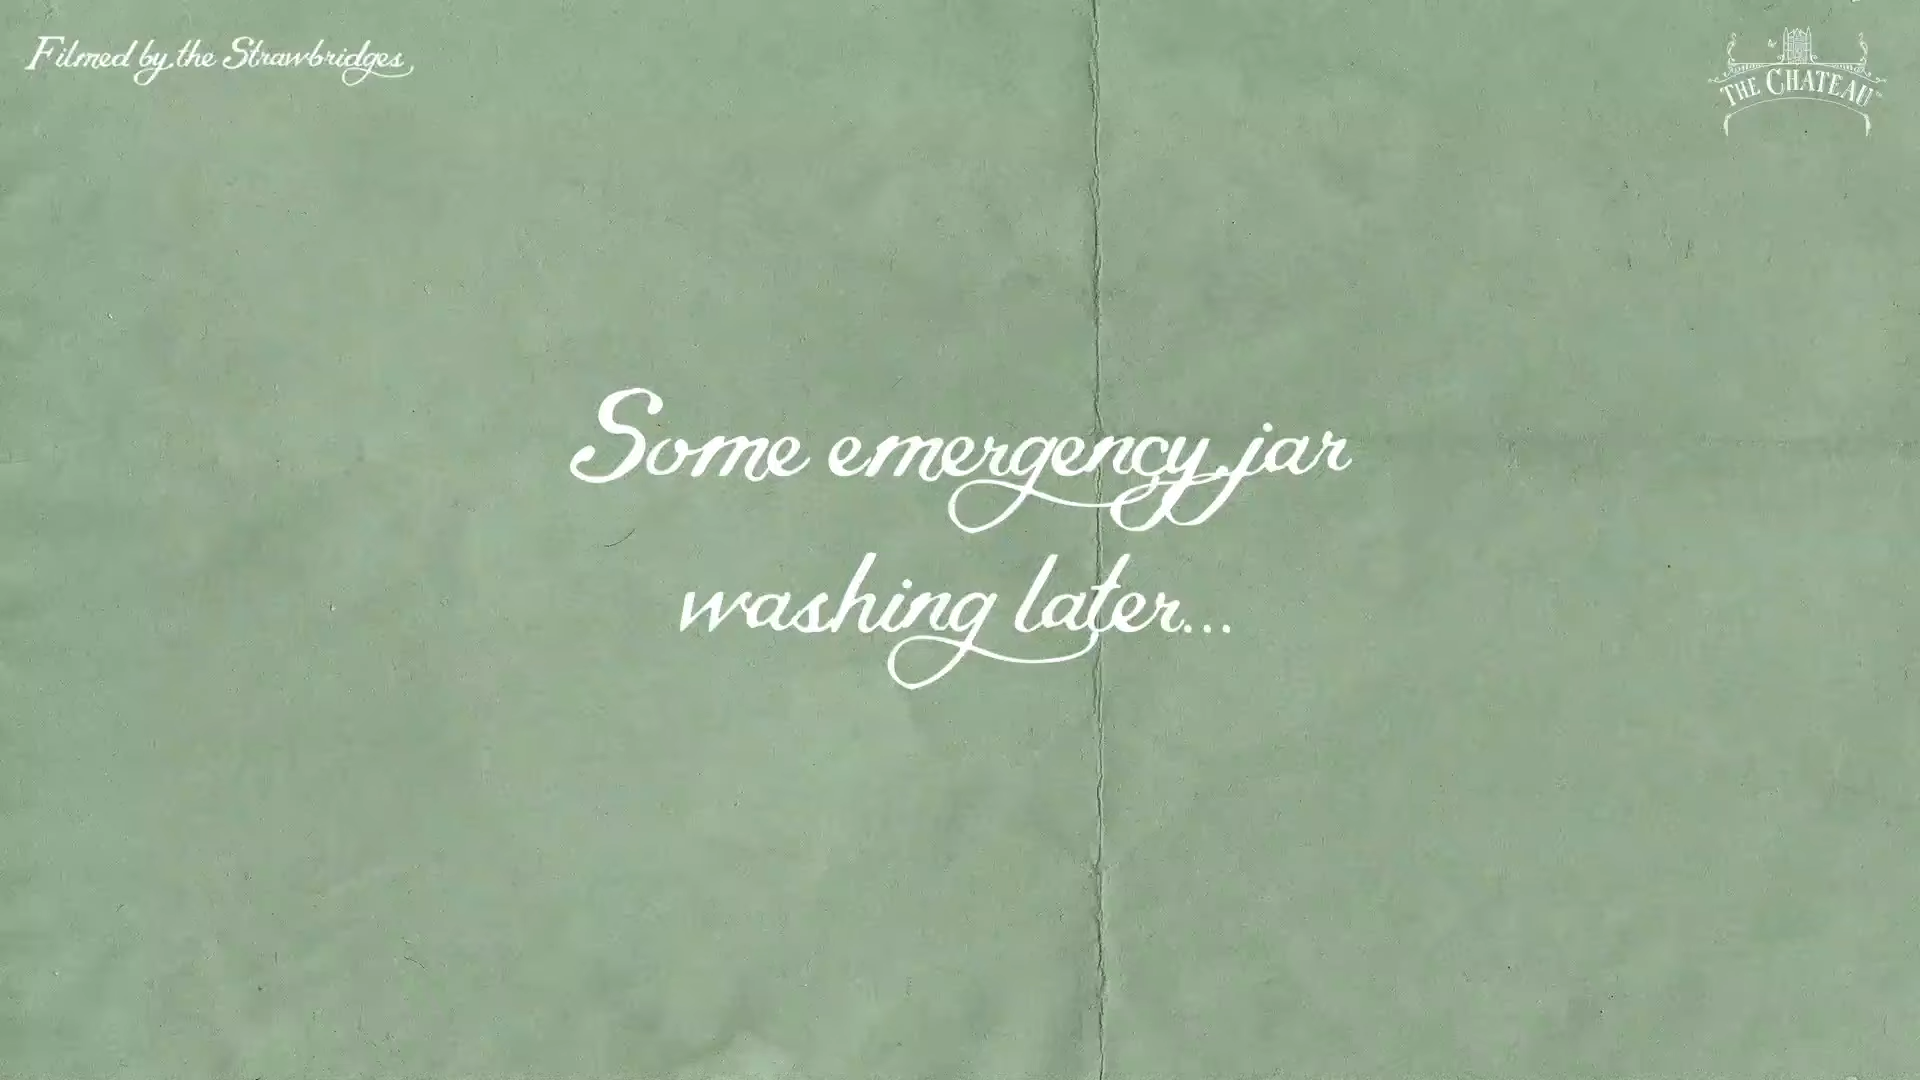 Filmed by the Strawbridges
THE CHATEAU
Some emergency jar
washing later...